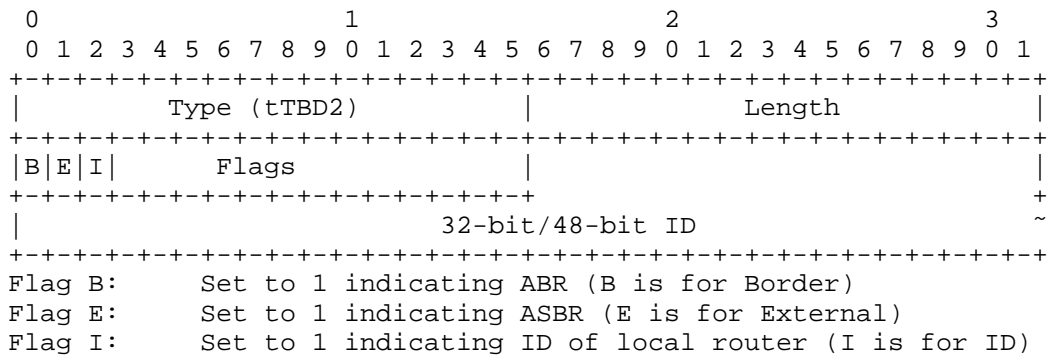 0                   1                   2                   3
 0 1 2 3 4 5 6 7 8 9 0 1 2 3 4 5 6 7 8 9 0 1 2 3 4 5 6 7 8 9 0 1
+-+-+-+-+-+-+-+-+-+-+-+-+-+-+-+-+-+-+-+-+-+-+-+-+-+-+-+-+-+-+-+-+
|         Type (tTBD2)          |             Length            |
+-+-+-+-+-+-+-+-+-+-+-+-+-+-+-+-+-+-+-+-+-+-+-+-+-+-+-+-+-+-+-+-+
|B|E|I|      Flags              |                               |
+-+-+-+-+-+-+-+-+-+-+-+-+-+-+-+-+                               +
|                          32-bit/48-bit ID                     ~
+-+-+-+-+-+-+-+-+-+-+-+-+-+-+-+-+-+-+-+-+-+-+-+-+-+-+-+-+-+-+-+-+
Flag B:     Set to 1 indicating ABR (B is for Border)
Flag E:     Set to 1 indicating ASBR (E is for External)
Flag I:     Set to 1 indicating ID of local router (I is for ID)